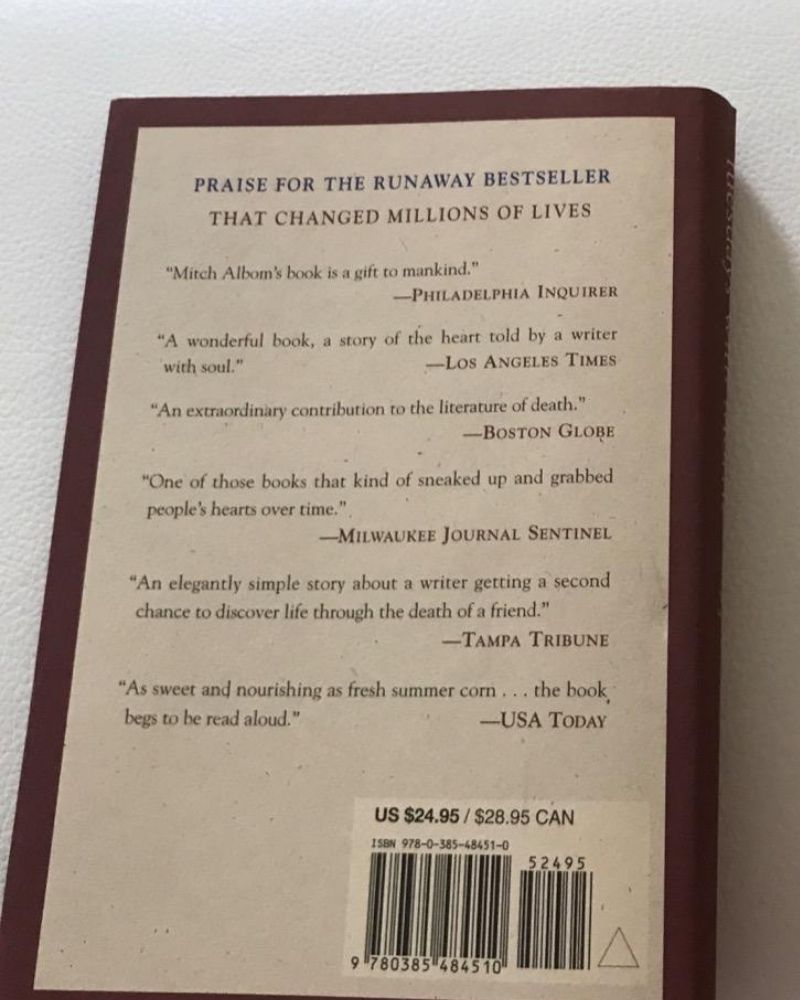 PRAISE FOR THE RUNAWAY BESTSELLER
THAT CHANGED MILLIONS OF LIVES
“Mitch Albom’s book is a gift to mankind.”
—PHILADELPHIA INQUIRER
“A wonderful book, a story of the heart told by a writer
with soul.” —LOS ANGELES TIMES
“An extraordinary contribution to the literature of death.”
—BOSTON GLOBE
“One of those books that kind of sneaked up and grabbed
people’s hearts over time.”
—MILWAUKEE JOURNAL SENTINEL
“An elegantly simple story about a writer getting a second
chance to discover life through the death of a friend.”
—TAMPA TRIBUNE
“As sweet and nourishing as fresh summer corn . . . the book
begs to be read aloud.” —USA TODAY
US $24.95 / $28.95 CAN
ISBN 978-0-385-48451-0
52495
9 780385 484510
Tuesdays